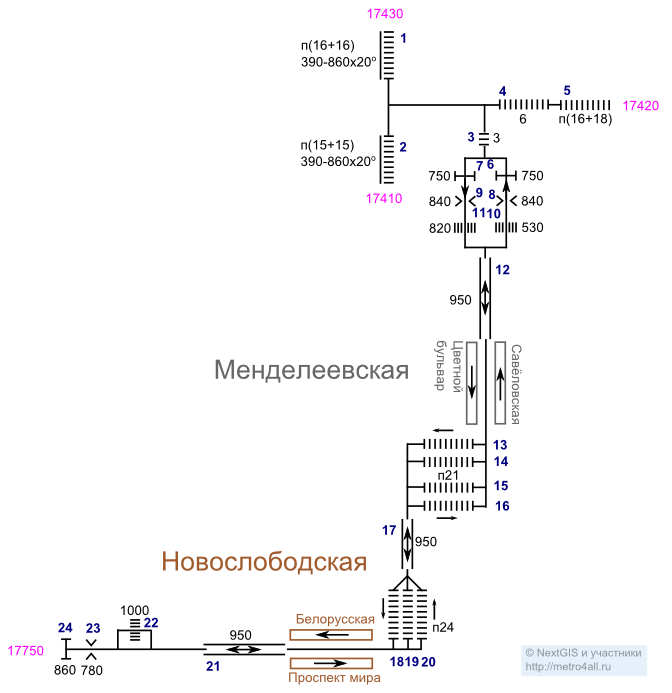 17430
1
п(16+16)
390-860x20°
4
5
17420
6
п(16+18)
3
3
п(15+15)
390-860x20°
2
17410
7
6
750
750
9
8
840
840
11
10
820
530
12
950
Менделеевская
Цветной
бульвар
Савёловская
13
14
п21
15
16
17
950
Новослободская
Белорусская
п24
24
23
1000
22
950
17750
860
780
21
Проспект мира
18
19
20
© NextGIS и участники
http://metro4all.ru